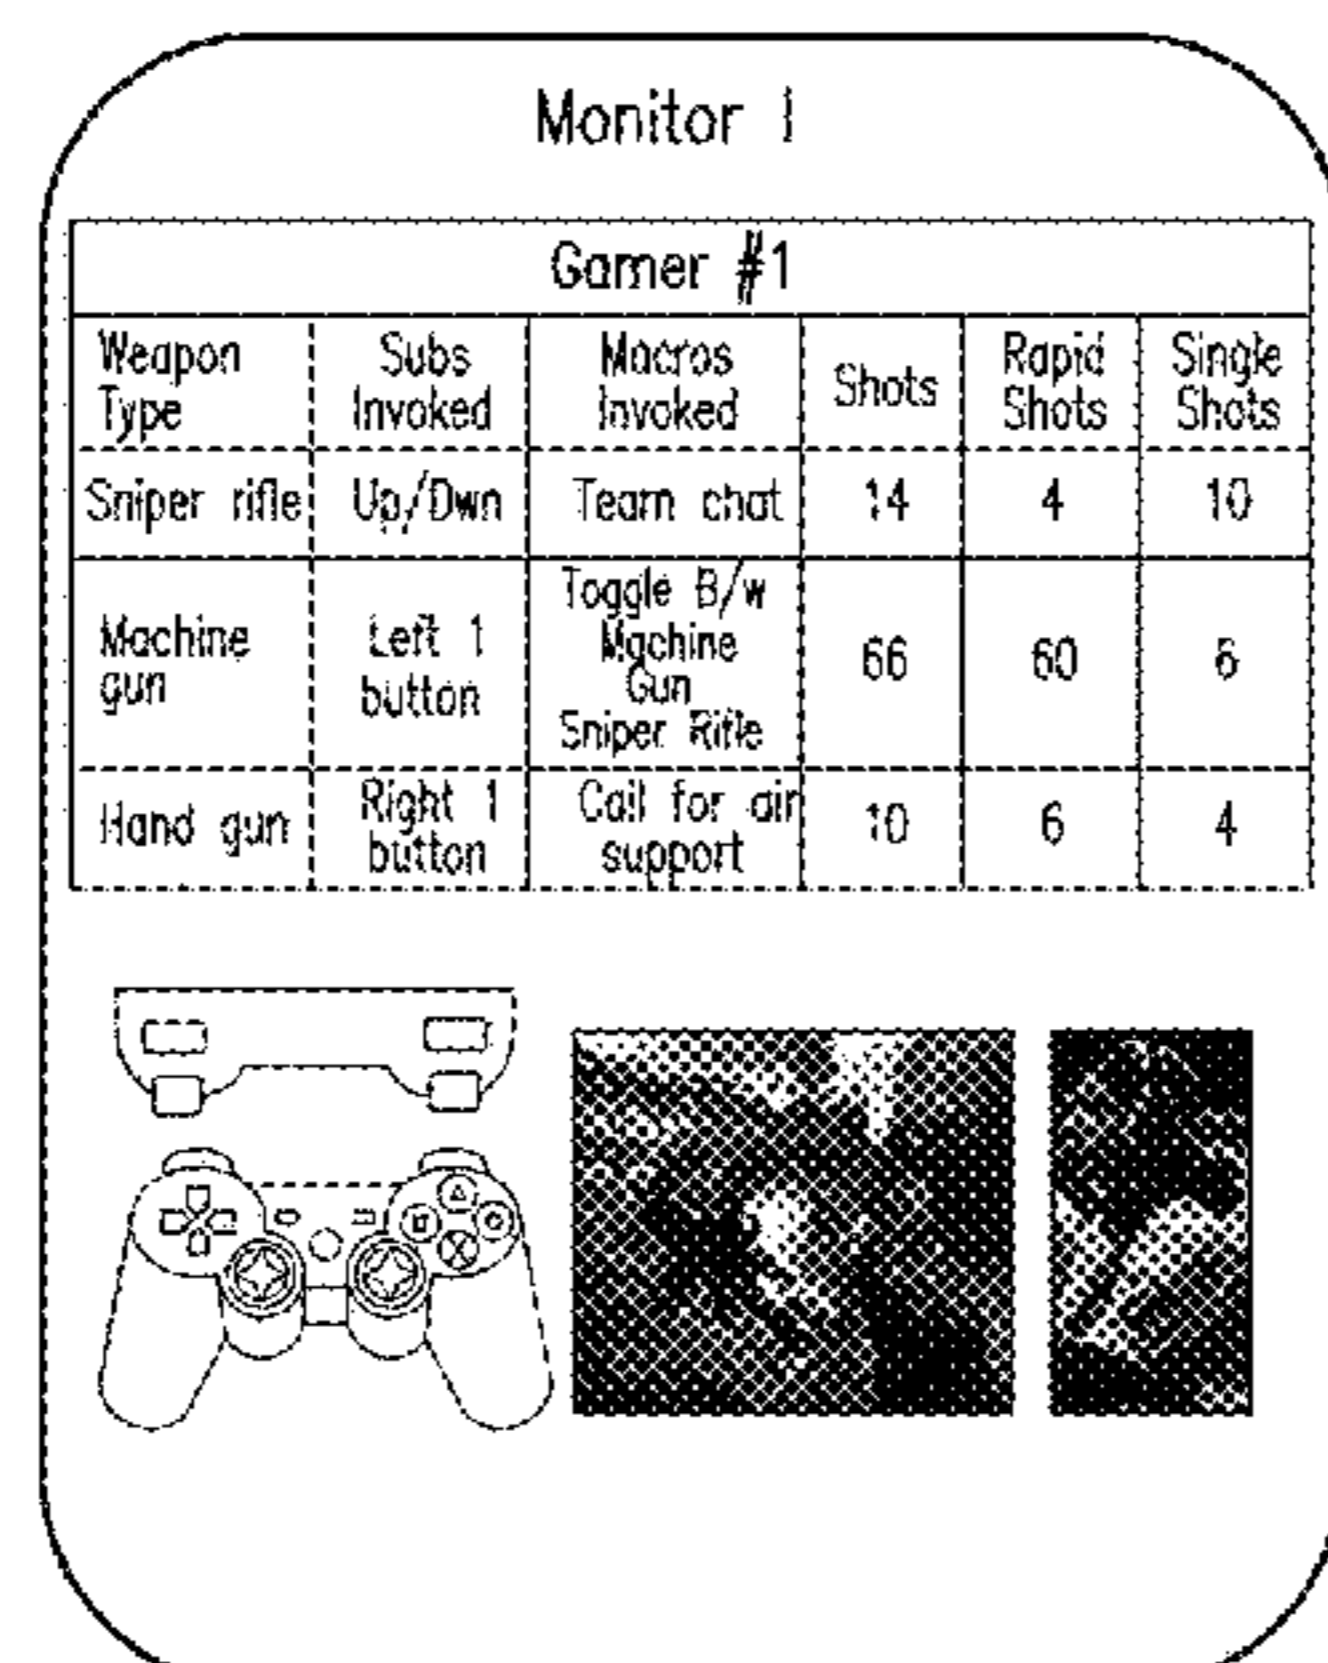 Monitor 1
Gamer #1
Weapon Type
Subs Invoked
Macros Invoked
Shots
Rapid Shots
Single Shots
Sniper rifle
Up/Dwn
Team chat
14
4
10
Machine gun
Left 1 button
Toggle B/w Machine Gun Sniper Rifle
66
60
6
Hand gun
Right 1 button
Call for air support
10
6
4